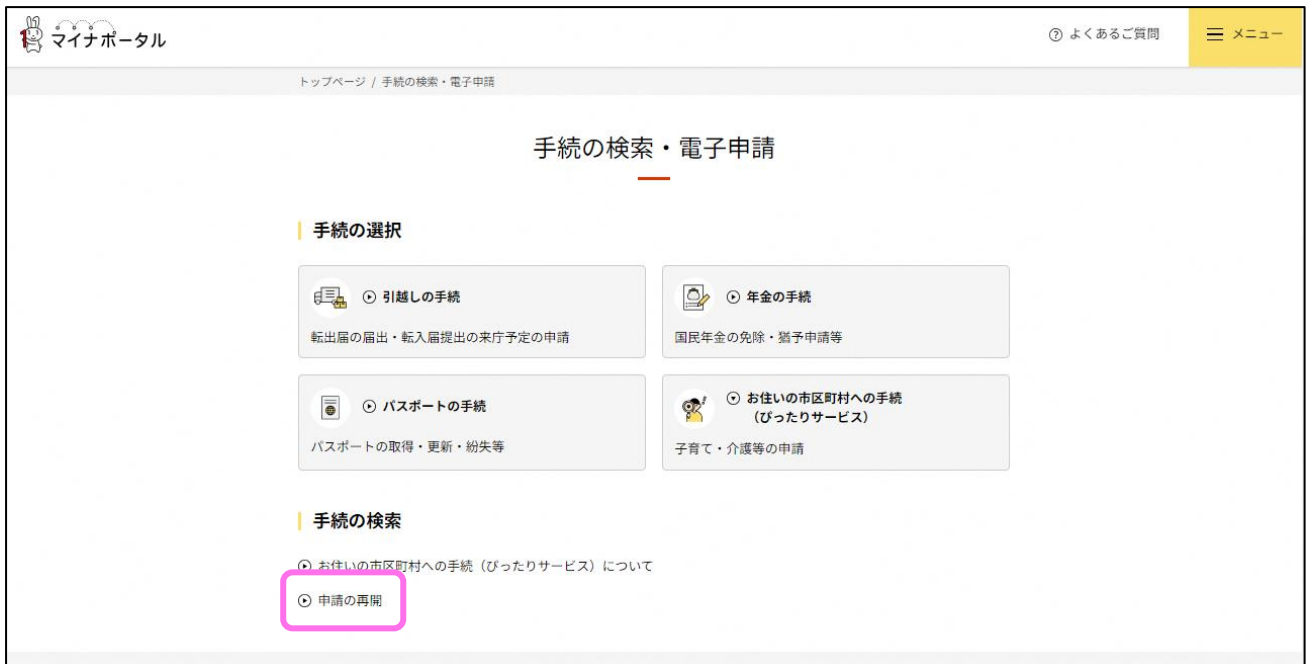 マイナポータル
よくあるご質問
メニュー
トップページ / 手続の検索・電子申請
手続の検索・電子申請
手続の選択
引越しの手続
転出届の届出・転入届提出の来庁予定の申請
年金の手続
国民年金の免除・猶予申請等
パスポートの手続
パスポートの取得・更新・紛失等
お住いの市区町村への手続
（ぴったりサービス）
子育て・介護等の申請
手続の検索
お住いの市区町村への手続（ぴったりサービス）について
申請の再開